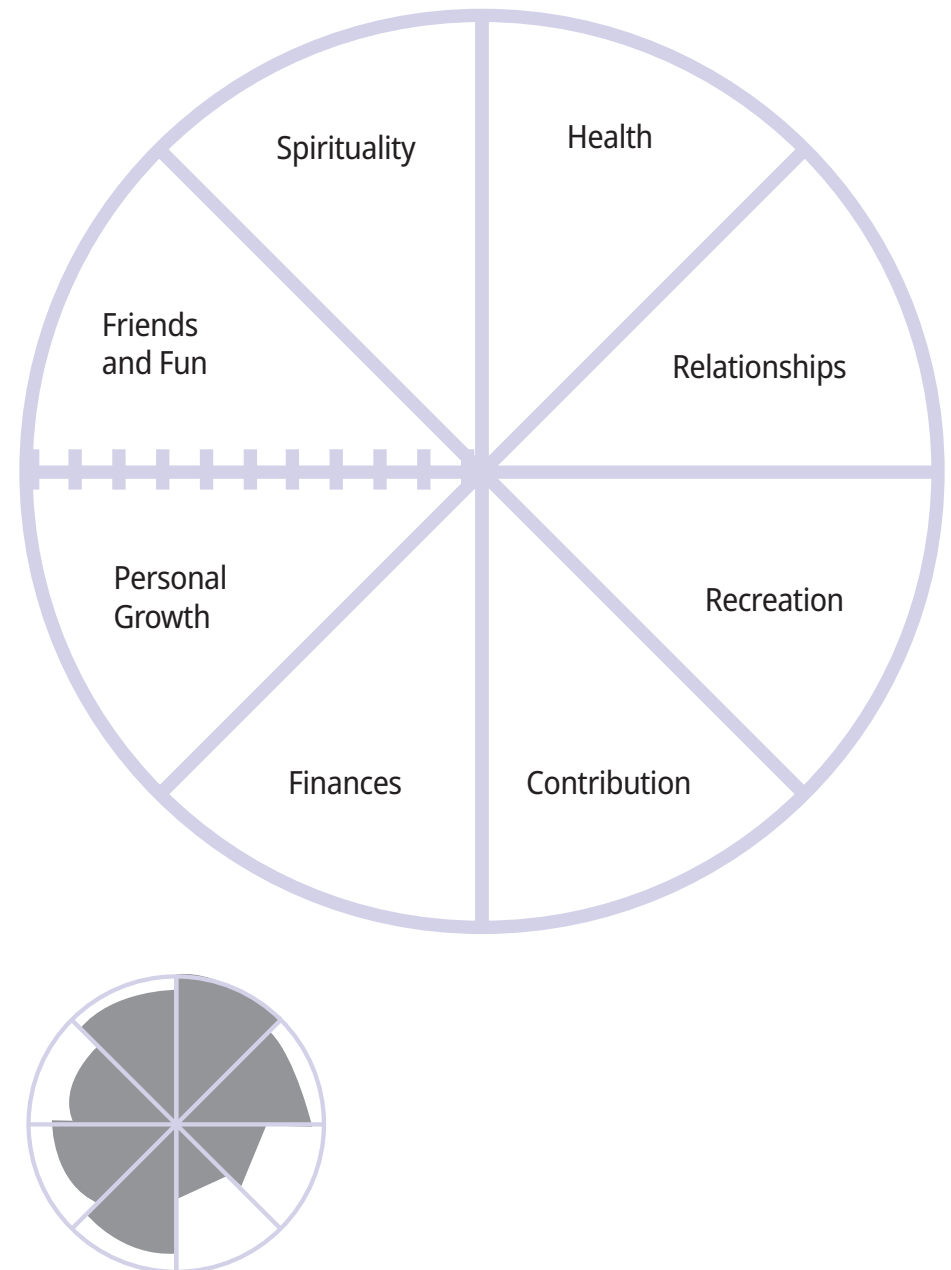 Spirituality
Health
Friends
and Fun
Relationships
Personal
Growth
Recreation
Finances
Contribution